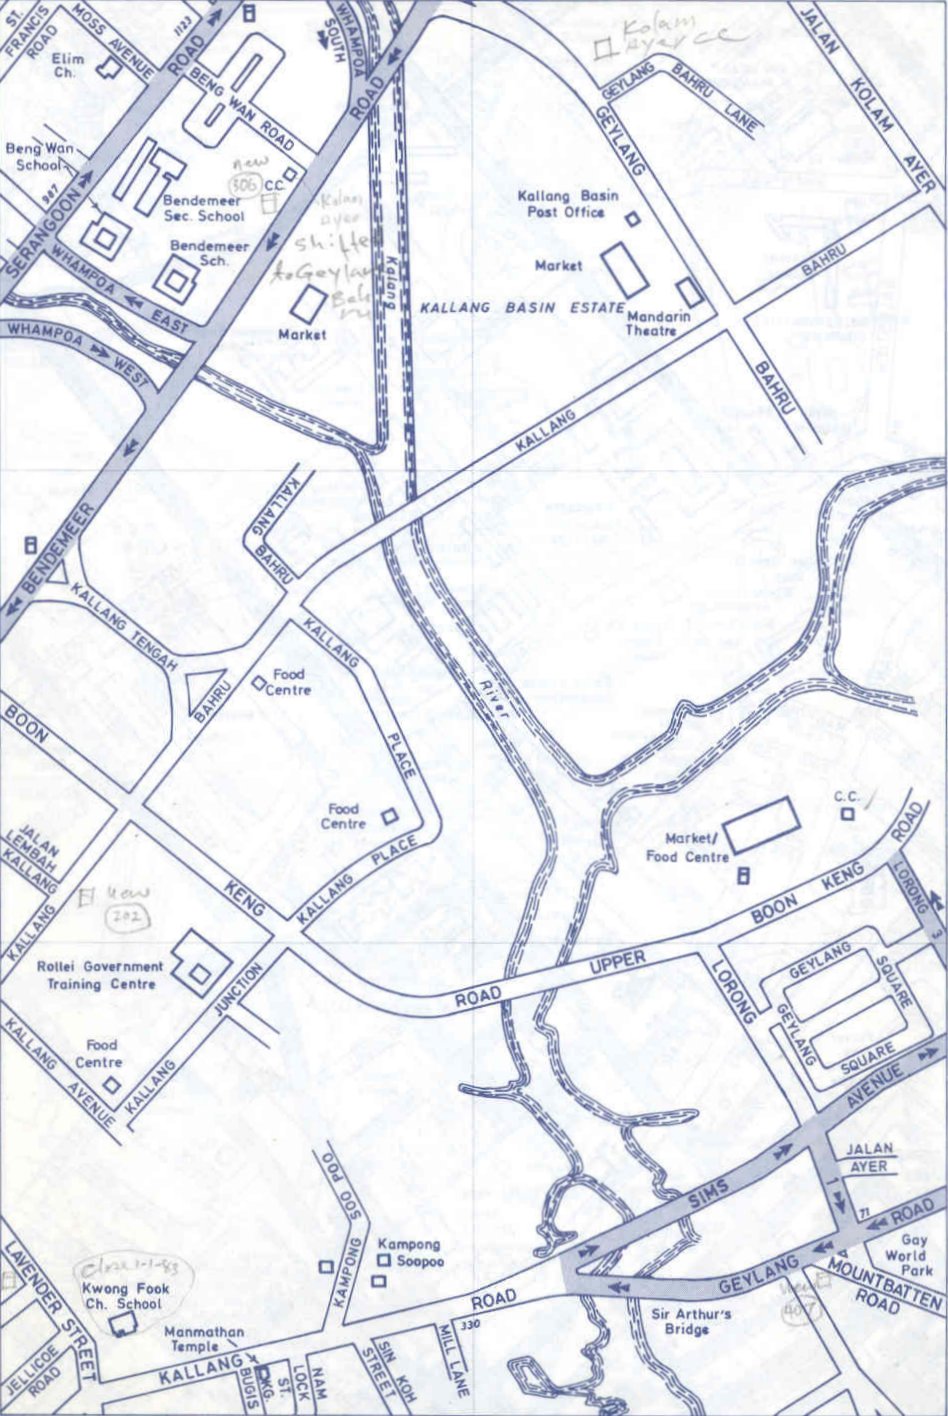 ST.
FRANCIS
ROAD
MOSS AVENUE
Elim
Ch.
1123
ROAD
BENG WAN ROAD
WHAMPOA
SOUTH
ROAD
Kolam
Ayer CC
GEYLANG BAHRU LANE
GEYLANG
JALAN KOLAM AYER
Beng Wan
School
907
SERANGOON
new
306
C.C.
Bendemeer
Sec. School
Kolam
ayer
shifted
to Geylang
Bendemeer
Sch.
Kallang Basin
Post Office
Market
BAHRU
WHAMPOA EAST
Kalang
KALLANG BASIN ESTATE
Mandarin
Theatre
Market
WHAMPOA WEST
BAHRU
KALLANG
KALLANG
BAHRU
BENDEMEER
KALLANG TENGAH
KALLANG
PLACE
BAHRU
Food
Centre
River
BOON
Food
Centre
PLACE
KALLANG
C.C.
Market/
Food Centre
ROAD
JALAN
LEMBAH
KALLANG
new
202
KENG
BOON KENG
LORONG
3
KALLANG
UPPER
ROAD
Rollei Government
Training Centre
JUNCTION
LORONG
GEYLANG
SQUARE
GEYLANG
SQUARE
KALLANG
AVENUE
Food
Centre
KALLANG
AVENUE
SIMS
JALAN
AYER
1
71
ROAD
SOO POO
KAMPONG
Kampong
Soopoo
Gay
World
Park
LAVENDER STREET
Close 1-1-83
Kwong Fook
Ch. School
GEYLANG
MOUNTBATTEN
ROAD
new
407
ROAD
Sir Arthur's
Bridge
330
Manmathan
Temple
KALLANG
JELLICOE
ROAD
KG.
BUGIS
ST.
NAM
LOCK
SIN KOH
STREET
MILL LANE